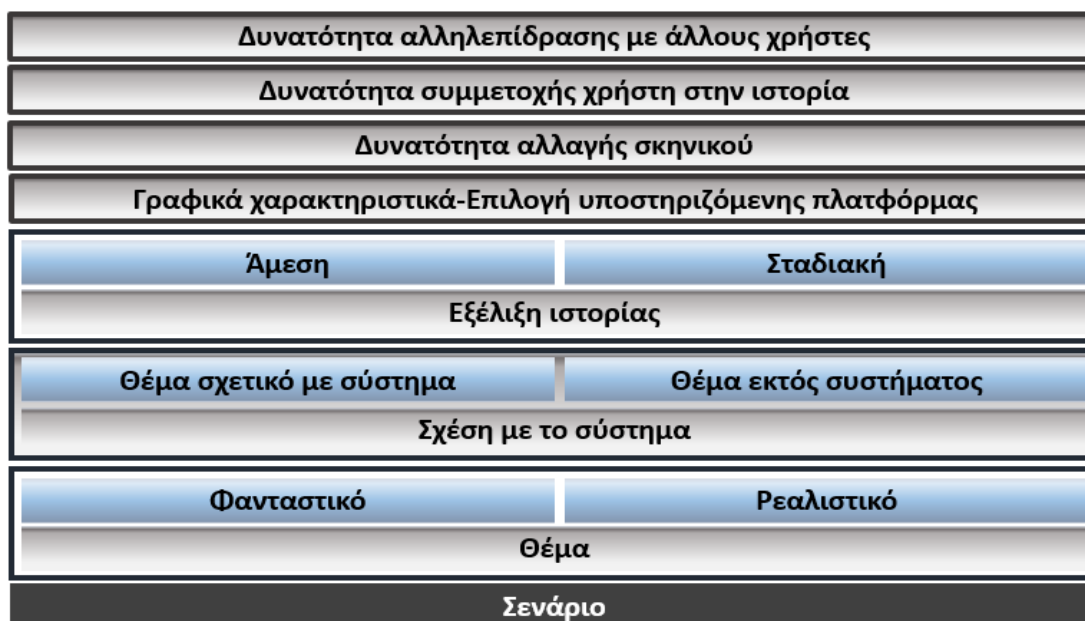 Δυνατότητα αλληλεπίδρασης με άλλους χρήστες
Δυνατότητα συμμετοχής χρήστη στην ιστορία
Δυνατότητα αλλαγής σκηνικού
Γραφικά χαρακτηριστικά-Επιλογή υποστηριζόμενης πλατφόρμας
Άμεση Σταδιακή
Εξέλιξη ιστορίας
Θέμα σχετικό με σύστημα Θέμα εκτός συστήματος
Σχέση με το σύστημα
Φανταστικό Ρεαλιστικό
Θέμα
Σενάριο